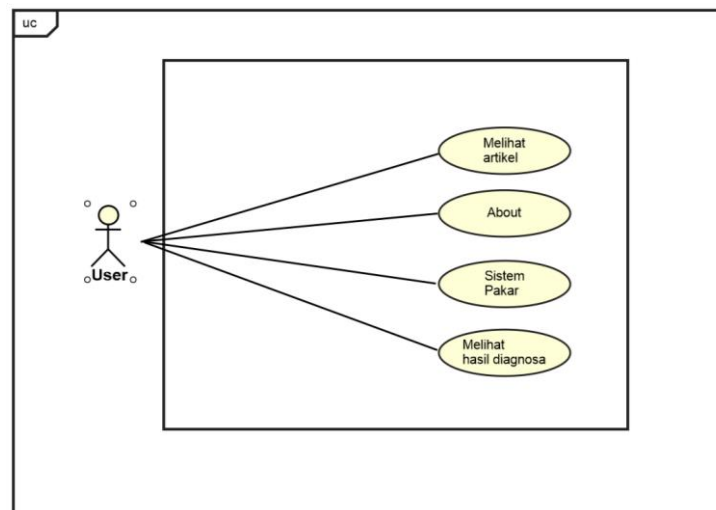 uc
Melihat
artikel
About
Sistem
Pakar
User
Melihat
hasil diagnosa